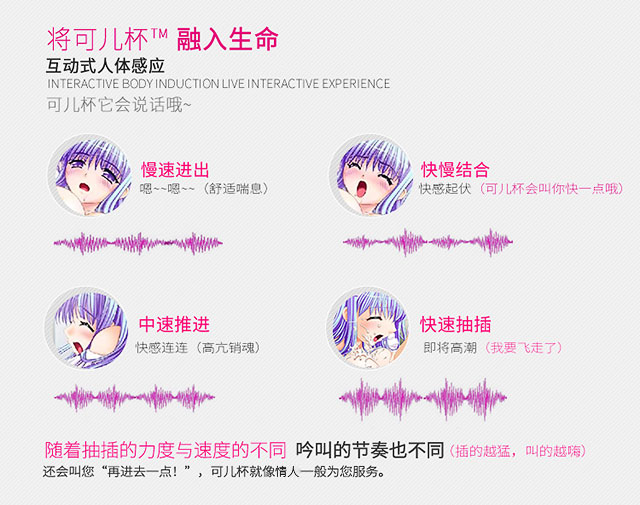 将可儿杯™ 融入生命
互动式人体感应
INTERACTIVE BODY INDUCTION LIVE INTERACTIVE EXPERIENCE
可儿杯它会说话哦~
慢速进出
嗯~~嗯~~（舒适喘息）
快慢结合
快感起伏（可儿杯会叫你快一点哦）
中速推进
快感连连（高亢销魂）
快速抽插
即将高潮（我要飞走了）
随着抽插的力度与速度的不同 吟叫的节奏也不同（插的越猛，叫的越嗨）
还会叫您“再进去一点！”，可儿杯就像情人一般为您服务。